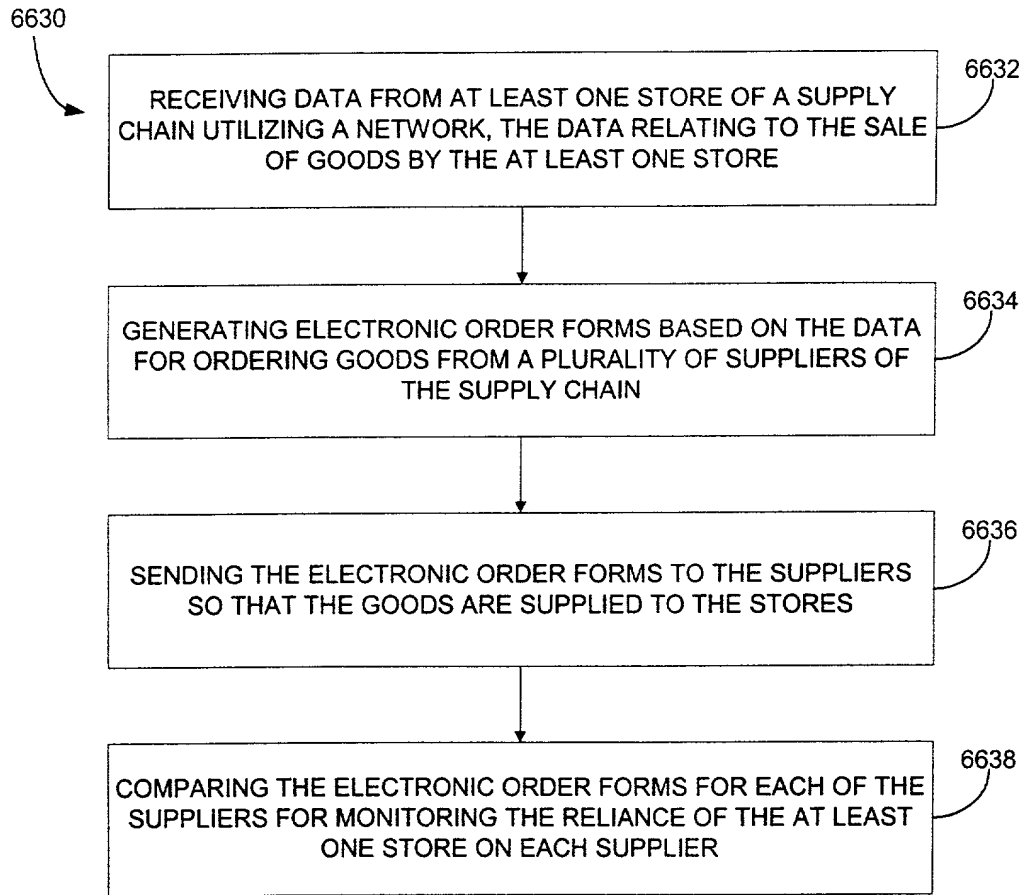 6630
6632
RECEIVING DATA FROM AT LEAST ONE STORE OF A SUPPLY
CHAIN UTILIZING A NETWORK, THE DATA RELATING TO THE SALE
OF GOODS BY THE AT LEAST ONE STORE
6634
GENERATING ELECTRONIC ORDER FORMS BASED ON THE DATA
FOR ORDERING GOODS FROM A PLURALITY OF SUPPLIERS OF
THE SUPPLY CHAIN
6636
SENDING THE ELECTRONIC ORDER FORMS TO THE SUPPLIERS
SO THAT THE GOODS ARE SUPPLIED TO THE STORES
6638
COMPARING THE ELECTRONIC ORDER FORMS FOR EACH OF THE
SUPPLIERS FOR MONITORING THE RELIANCE OF THE AT LEAST
ONE STORE ON EACH SUPPLIER